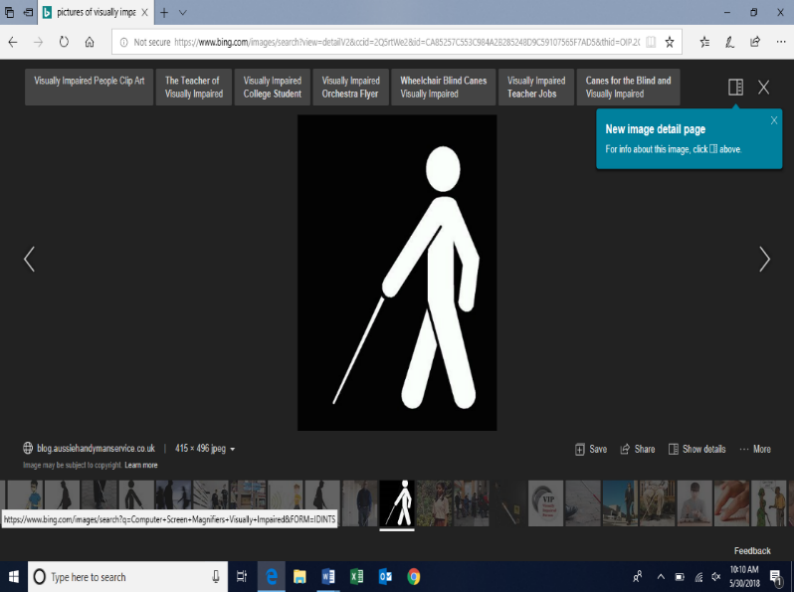 pictures of visually impa
Not secure https://www.bing.com/images/search?view=detailV2&ccid=2Q5rtWe2&id=CAB5257C553C984A282B5248D9C59107565F7AD5&thid=OIP.2(
Visually Impaired People Clip Art
The Teacher of
Visually Impaired
Visually Impaired
College Student
Visually Impaired
Orchestra Flyer
Wheelchair Blind Canes
Visually Impaired
Visually Impaired
Teacher Jobs
Canes for the Blind and
Visually Impaired
New image detail page
For info about this image, click above.
blog.aussiehandymanservice.co.uk | 415 × 496 jpeg
Save
Share
Show details
More
Image may be subject to copyright. Learn more
VIP
https://www.bing.com/images/search?q=Computer+Screen+Magnifiers+Visually+Impaired&FORM=IDINTS
Feedback
Type here to search
10:10 AM
5/30/2018
1